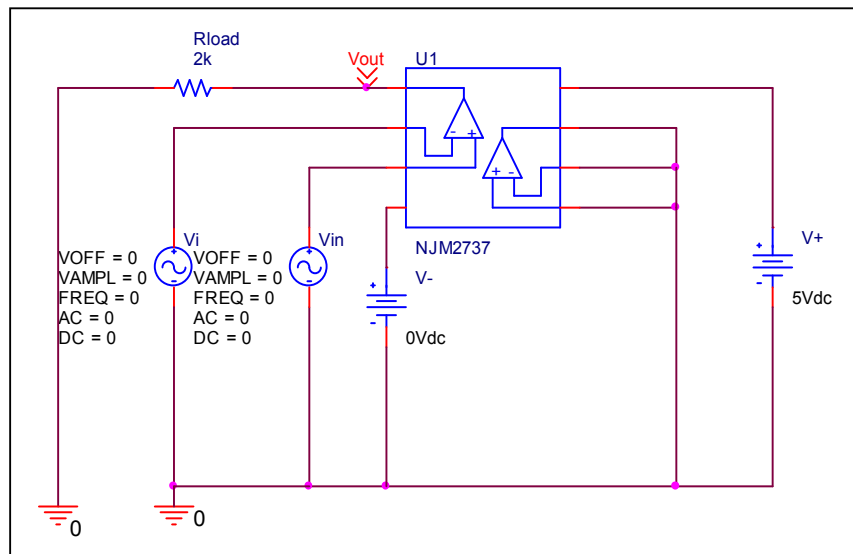 Rload
2k
Vout
U1
- +
+ -
NJM2737
Vi
VOFF = 0
VAMPL = 0
FREQ = 0
AC = 0
DC = 0
Vin
VOFF = 0
VAMPL = 0
FREQ = 0
AC = 0
DC = 0
V-
+
-
0Vdc
V+
+
-
5Vdc
0
0